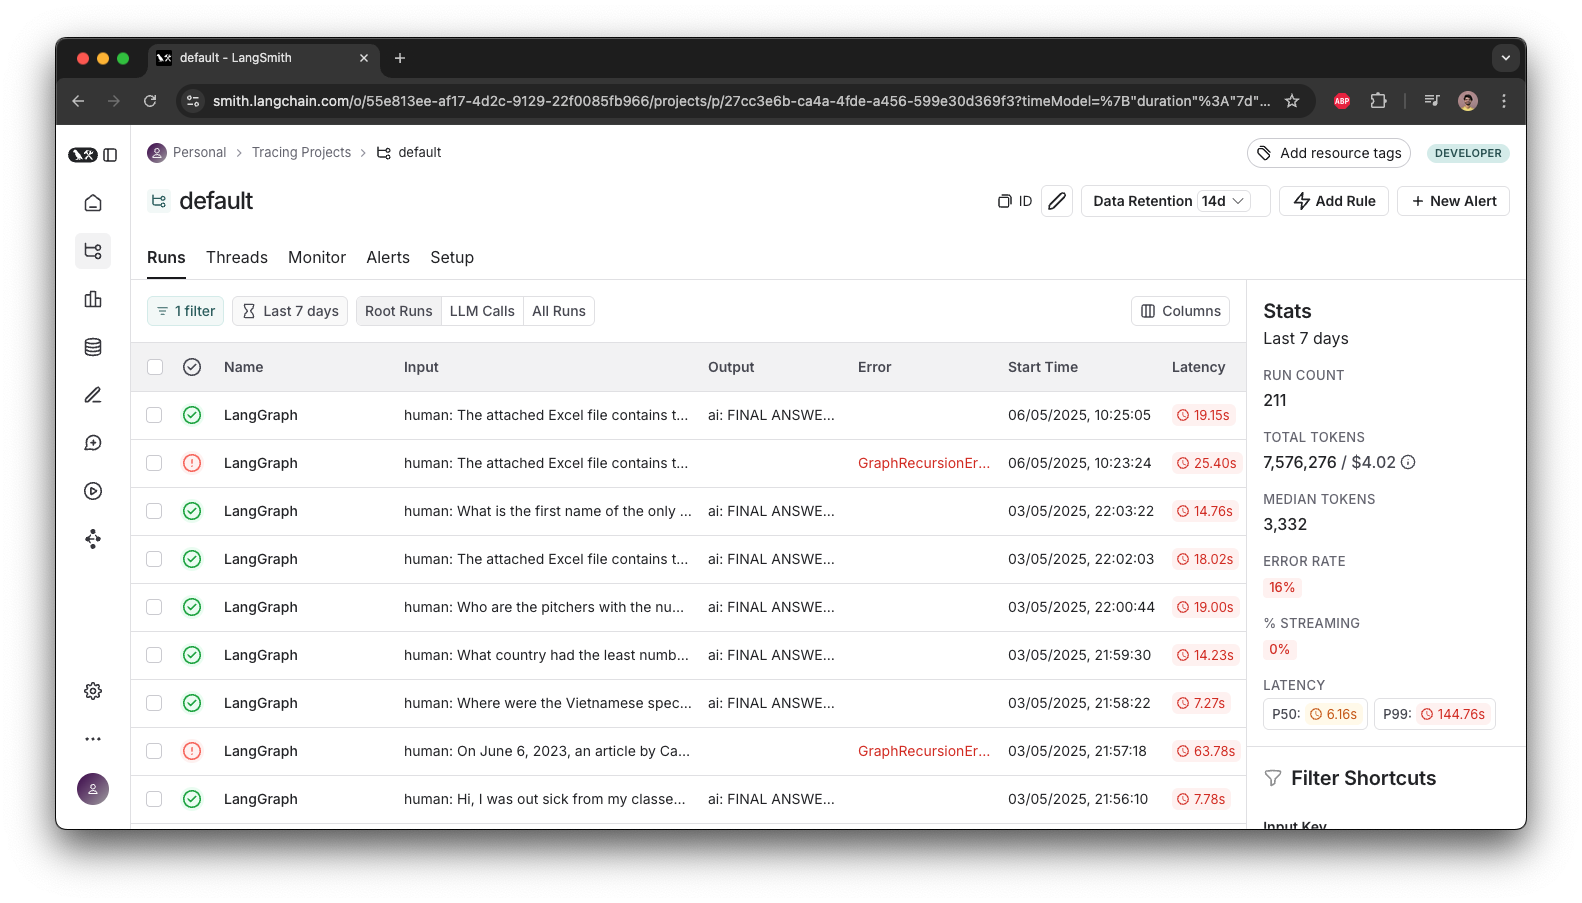 default - LangSmith
smith.langchain.com/o/55e813ee-af17-4d2c-9129-22f0085fb966/projects/p/27cc3e6b-ca4a-4fde-a456-599e30d369f3?timeModel=%7B"duration"%3A"7d"...
ABP
Personal > Tracing Projects > default
Add resource tags
DEVELOPER
default
ID
Data Retention 14d
Add Rule
+ New Alert
Runs Threads Monitor Alerts Setup
1 filter Last 7 days Root Runs LLM Calls All Runs Columns
Name Input Output Error Start Time Latency
LangGraph human: The attached Excel file contains t... ai: FINAL ANSWE... 06/05/2025, 10:25:05 19.15s
LangGraph human: The attached Excel file contains t... GraphRecursionEr... 06/05/2025, 10:23:24 25.40s
LangGraph human: What is the first name of the only ... ai: FINAL ANSWE... 03/05/2025, 22:03:22 14.76s
LangGraph human: The attached Excel file contains t... ai: FINAL ANSWE... 03/05/2025, 22:02:03 18.02s
LangGraph human: Who are the pitchers with the nu... ai: FINAL ANSWE... 03/05/2025, 22:00:44 19.00s
LangGraph human: What country had the least numb... ai: FINAL ANSWE... 03/05/2025, 21:59:30 14.23s
LangGraph human: Where were the Vietnamese spec... ai: FINAL ANSWE... 03/05/2025, 21:58:22 7.27s
LangGraph human: On June 6, 2023, an article by Ca... GraphRecursionEr... 03/05/2025, 21:57:18 63.78s
LangGraph human: Hi, I was out sick from my classe... ai: FINAL ANSWE... 03/05/2025, 21:56:10 7.78s
Stats
Last 7 days
RUN COUNT
211
TOTAL TOKENS
7,576,276 / $4.02
MEDIAN TOKENS
3,332
ERROR RATE
16%
% STREAMING
0%
LATENCY
P50: 6.16s P99: 144.76s
Filter Shortcuts
Input Key